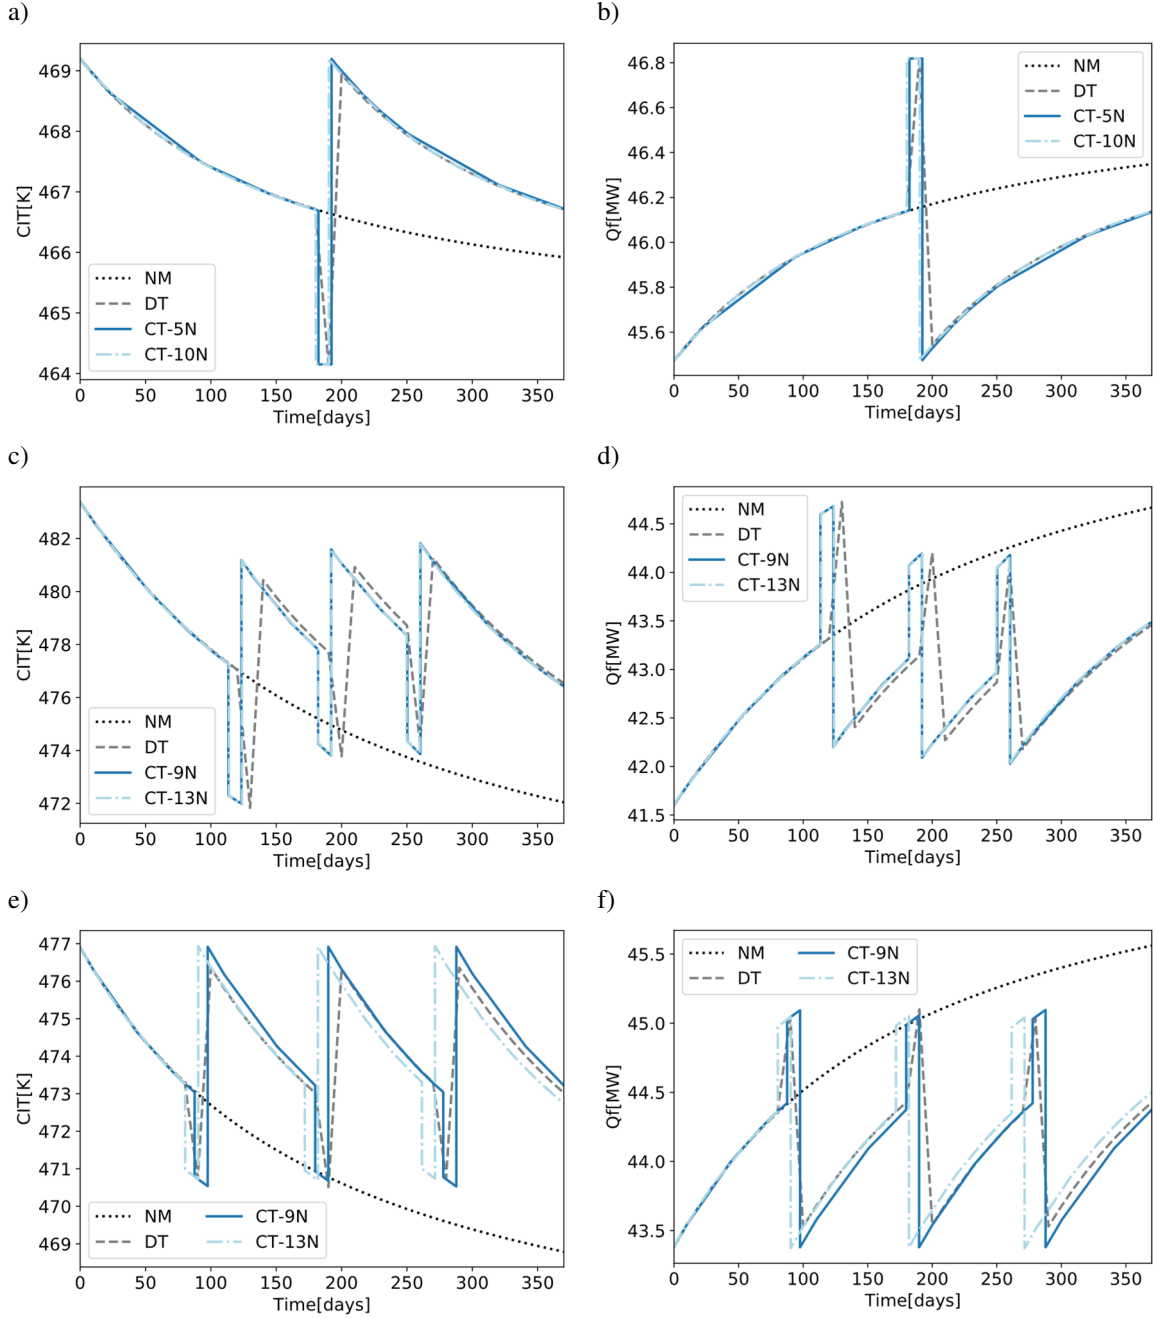 a)
b)
469
468
467
466
465
464
CIT[K]
NM
DT
CT-5N
CT-10N
0 50 100 150 200 250 300 350
Time[days]
46.8
46.6
46.4
46.2
46.0
45.8
45.6
Qf[MW]
NM
DT
CT-5N
CT-10N
0 50 100 150 200 250 300 350
Time[days]
c)
d)
482
480
478
476
474
472
CIT[K]
NM
DT
CT-9N
CT-13N
0 50 100 150 200 250 300 350
Time[days]
44.5
44.0
43.5
43.0
42.5
42.0
41.5
Qf[MW]
NM
DT
CT-9N
CT-13N
0 50 100 150 200 250 300 350
Time[days]
e)
f)
477
476
475
474
473
472
471
470
469
CIT[K]
NM CT-9N
DT CT-13N
0 50 100 150 200 250 300 350
Time[days]
45.5
45.0
44.5
44.0
43.5
Qf[MW]
NM CT-9N
DT CT-13N
0 50 100 150 200 250 300 350
Time[days]